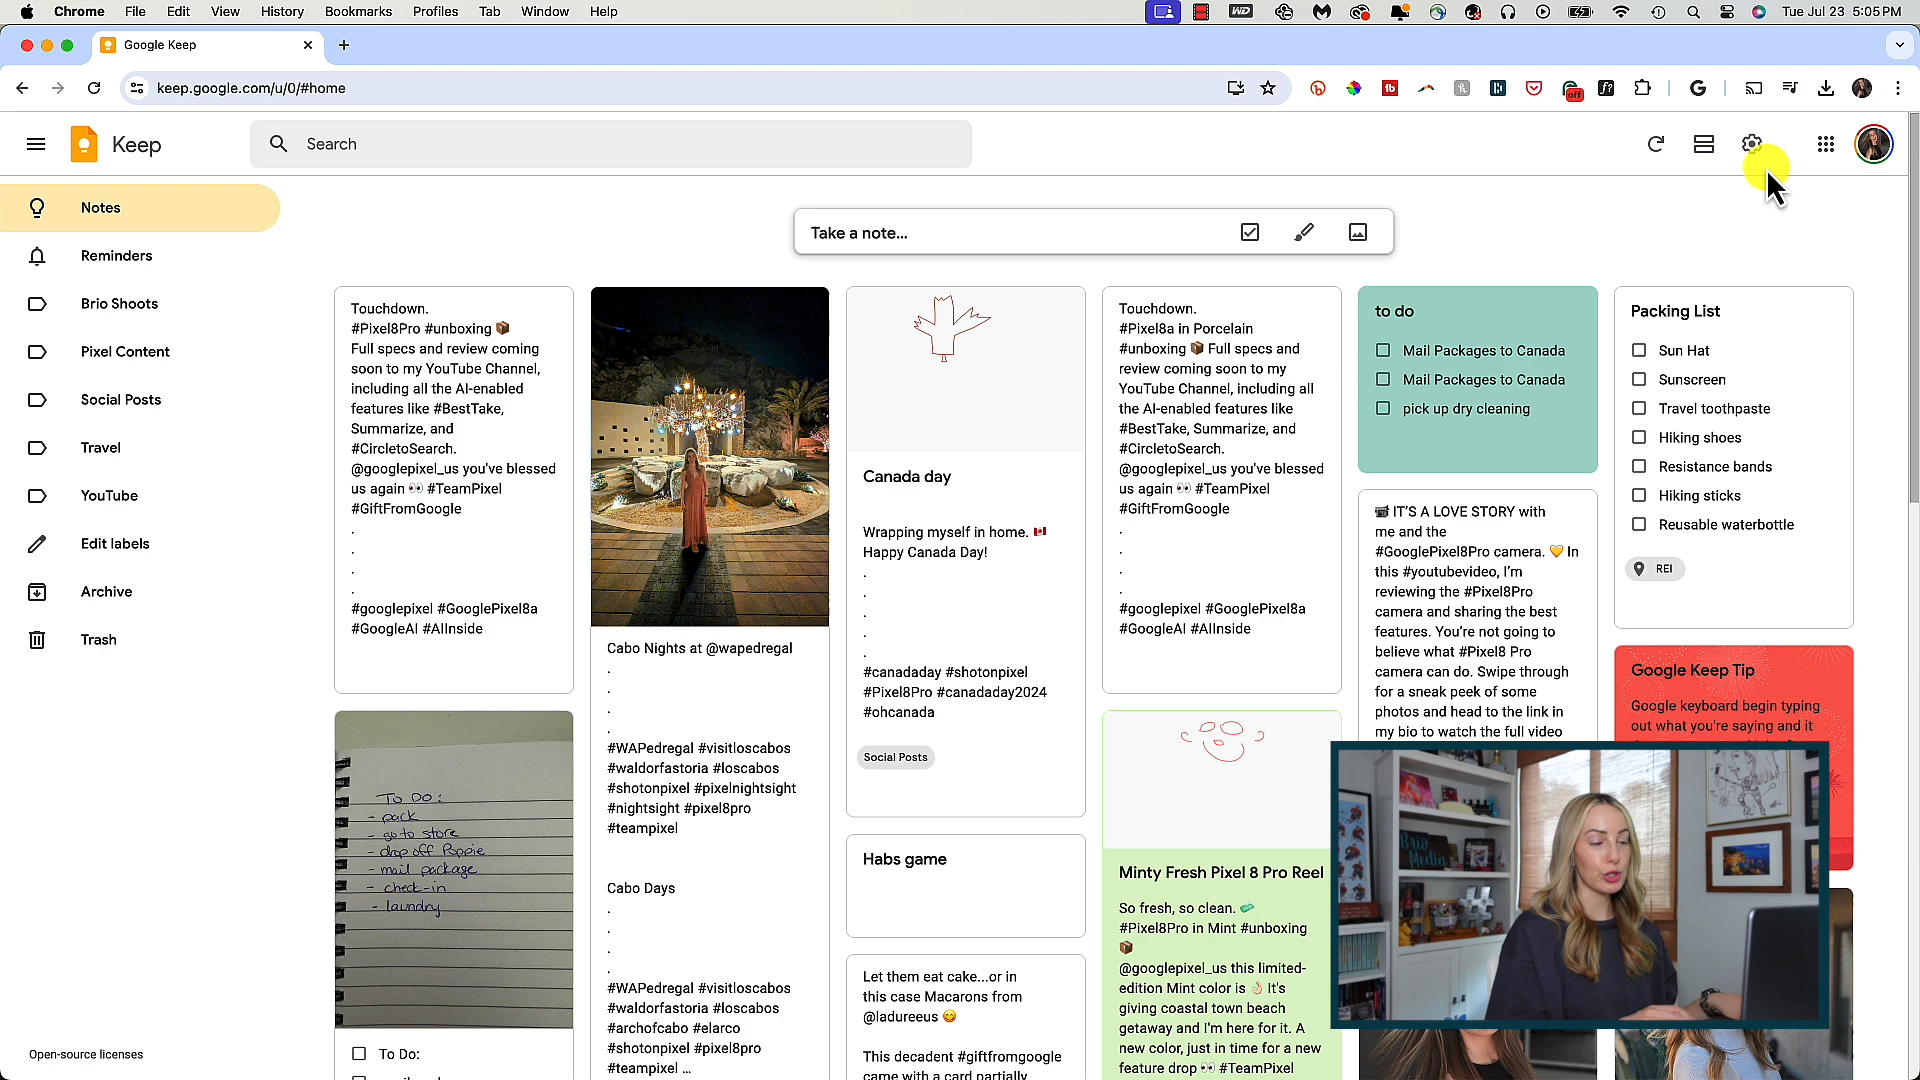 Chrome File Edit View History Bookmarks Profiles Tab Window Help
WD
Tue Jul 23 5:05 PM
Google Keep
keep.google.com/u/0/#home
off
Keep
Search
Notes
Reminders
Brio Shoots
Pixel Content
Social Posts
Travel
YouTube
Edit labels
Archive
Trash
Open-source licenses
Take a note...
Touchdown.
#Pixel8Pro #unboxing 📦
Full specs and review coming
soon to my YouTube Channel,
including all the AI-enabled
features like #BestTake,
Summarize, and
#CircletoSearch.
@googlepixel_us you've blessed
us again 👀 #TeamPixel
#GiftFromGoogle
.
.
.
.
#googlepixel #GooglePixel8a
#GoogleAI #AIInside
To DO:
- pack
- go to store
- drop off Poppie
- mail package
- check-in
- laundry
To Do:
Cabo Nights at @wapedregal
.
.
.
.
#WAPedregal #visitloscabos
#waldorfastoria #loscabos
#shotonpixel #pixelnightsight
#nightsight #pixel8pro
#teampixel
Cabo Days
.
.
.
.
#WAPedregal #visitloscabos
#waldorfastoria #loscabos
#archofcabo #elarco
#shotonpixel #pixel8pro
#teampixel ...
Canada day
Wrapping myself in home. 🇨🇦
Happy Canada Day!
.
.
.
.
.
#canadaday #shotonpixel
#Pixel8Pro #canadaday2024
#ohcanada
Social Posts
Habs game
Let them eat cake...or in
this case Macarons from
@ladureeus 😋
This decadent #giftfromgoogle
came with a card partially
Touchdown.
#Pixel8a in Porcelain
#unboxing 📦 Full specs and
review coming soon to my
YouTube Channel, including all
the AI-enabled features like
#BestTake, Summarize, and
#CircletoSearch.
@googlepixel_us you've blessed
us again 👀 #TeamPixel
#GiftFromGoogle
.
.
.
.
#googlepixel #GooglePixel8a
#GoogleAI #AIInside
Minty Fresh Pixel 8 Pro Reel
So fresh, so clean.
#Pixel8Pro in Mint #unboxing
📦
@googlepixel_us this limited-
edition Mint color is 👌🏻 It's
giving coastal town beach
getaway and I'm here for it. A
new color, just in time for a new
feature drop 👀 #TeamPixel
to do
Mail Packages to Canada
Mail Packages to Canada
pick up dry cleaning
📹 IT'S A LOVE STORY with
me and the
#GooglePixel8Pro camera. 💛 In
this #youtubevideo, I'm
reviewing the #Pixel8Pro
camera and sharing the best
features. You're not going to
believe what #Pixel8 Pro
camera can do. Swipe through
for a sneak peek of some
photos and head to the link in
my bio to watch the full video
Packing List
Sun Hat
Sunscreen
Travel toothpaste
Hiking shoes
Resistance bands
Hiking sticks
Reusable waterbottle
REI
Google Keep Tip
Google keyboard begin typing
out what you're saying and it
Brio
Media